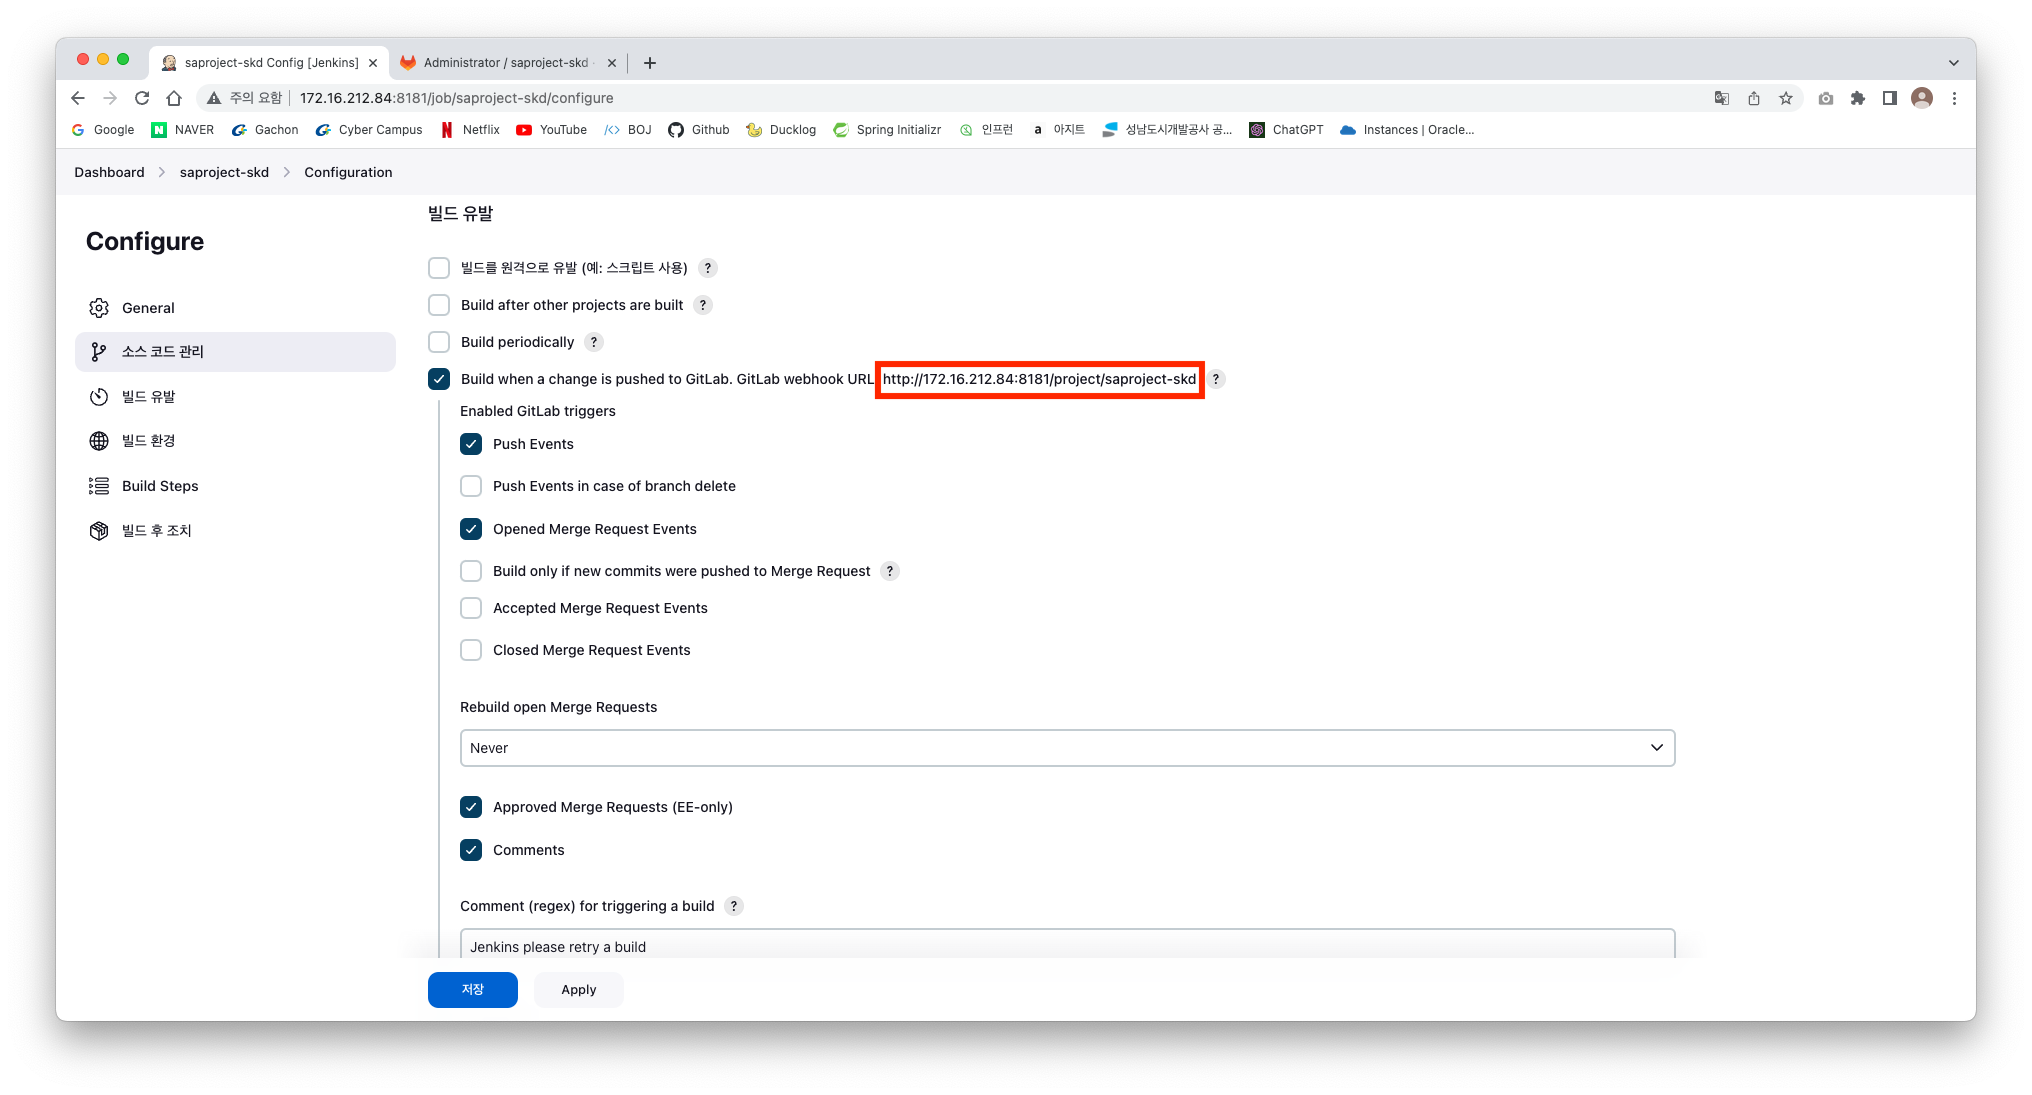 saproject-skd Config [Jenkins]
Administrator / saproject-skd
주의 요함
172.16.212.84:8181/job/saproject-skd/configure
Google NAVER Gachon Cyber Campus Netflix YouTube BOJ Github Ducklog Spring Initializr 인프런 아지트 성남도시개발공사 공... ChatGPT Instances | Oracle...
Dashboard saproject-skd Configuration
Configure
General
소스 코드 관리
빌드 유발
빌드 환경
Build Steps
빌드 후 조치
빌드 유발
빌드를 원격으로 유발 (예: 스크립트 사용) ?
Build after other projects are built ?
Build periodically ?
Build when a change is pushed to GitLab. GitLab webhook URL http://172.16.212.84:8181/project/saproject-skd ?
Enabled GitLab triggers
Push Events
Push Events in case of branch delete
Opened Merge Request Events
Build only if new commits were pushed to Merge Request ?
Accepted Merge Request Events
Closed Merge Request Events
Rebuild open Merge Requests
Never
Approved Merge Requests (EE-only)
Comments
Comment (regex) for triggering a build ?
Jenkins please retry a build
저장 Apply